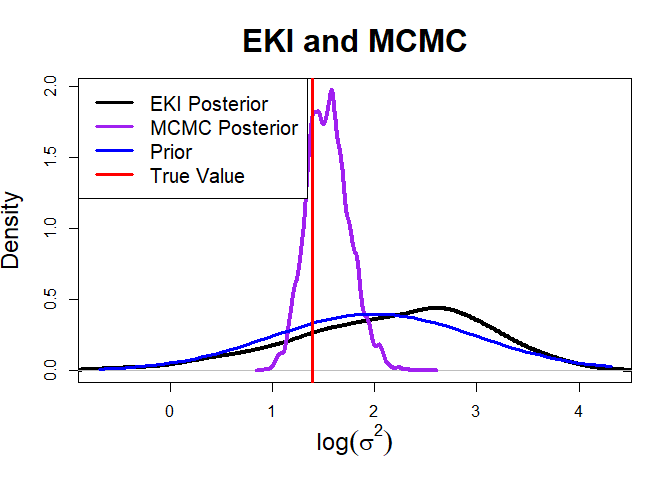 EKI and MCMC
EKI Posterior
MCMC Posterior
Prior
True Value
Density
2.0
1.5
1.0
0.5
0.0
0 1 2 3 4
log(σ²)